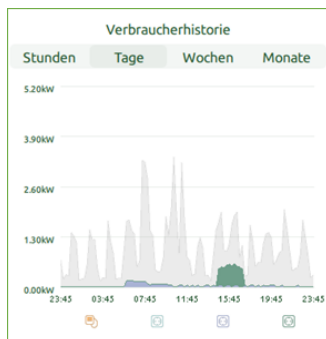 Verbraucherhistorie
Stunden Tage Wochen Monate
5.20kW
3.90kW
2.60kW
1.30kW
0.00kW
23:45 03:45 07:45 11:45 15:45 19:45 23:45